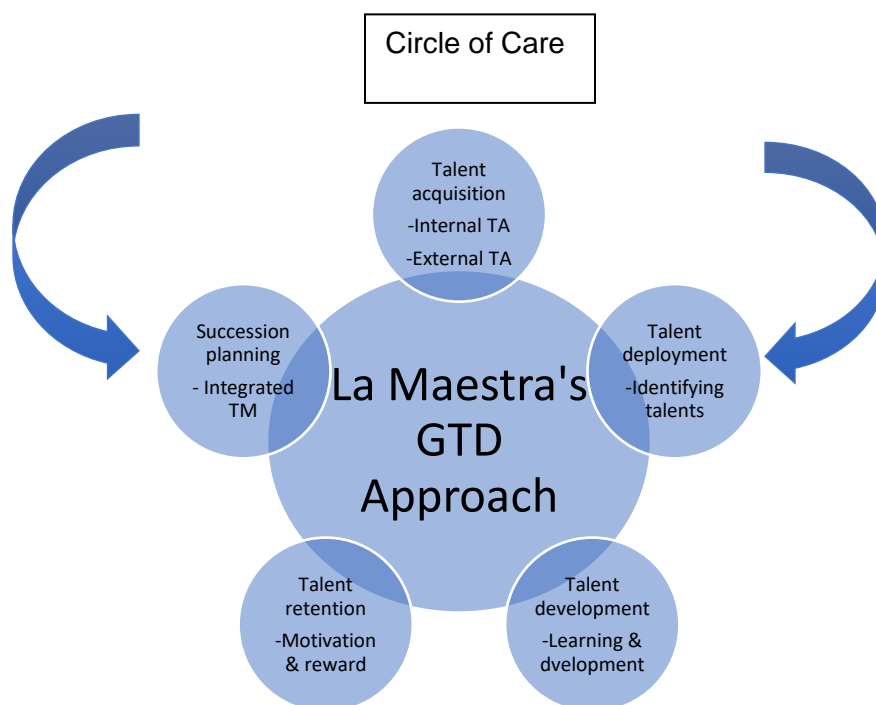 Circle of Care
Talent
acquisition
-Internal TA
-External TA
Succession
planning
- Integrated
TM
Talent
deployment
-Identifying
talents
La Maestra's
GTD
Approach
Talent
retention
-Motivation
& reward
Talent
development
-Learning &
dvelopment